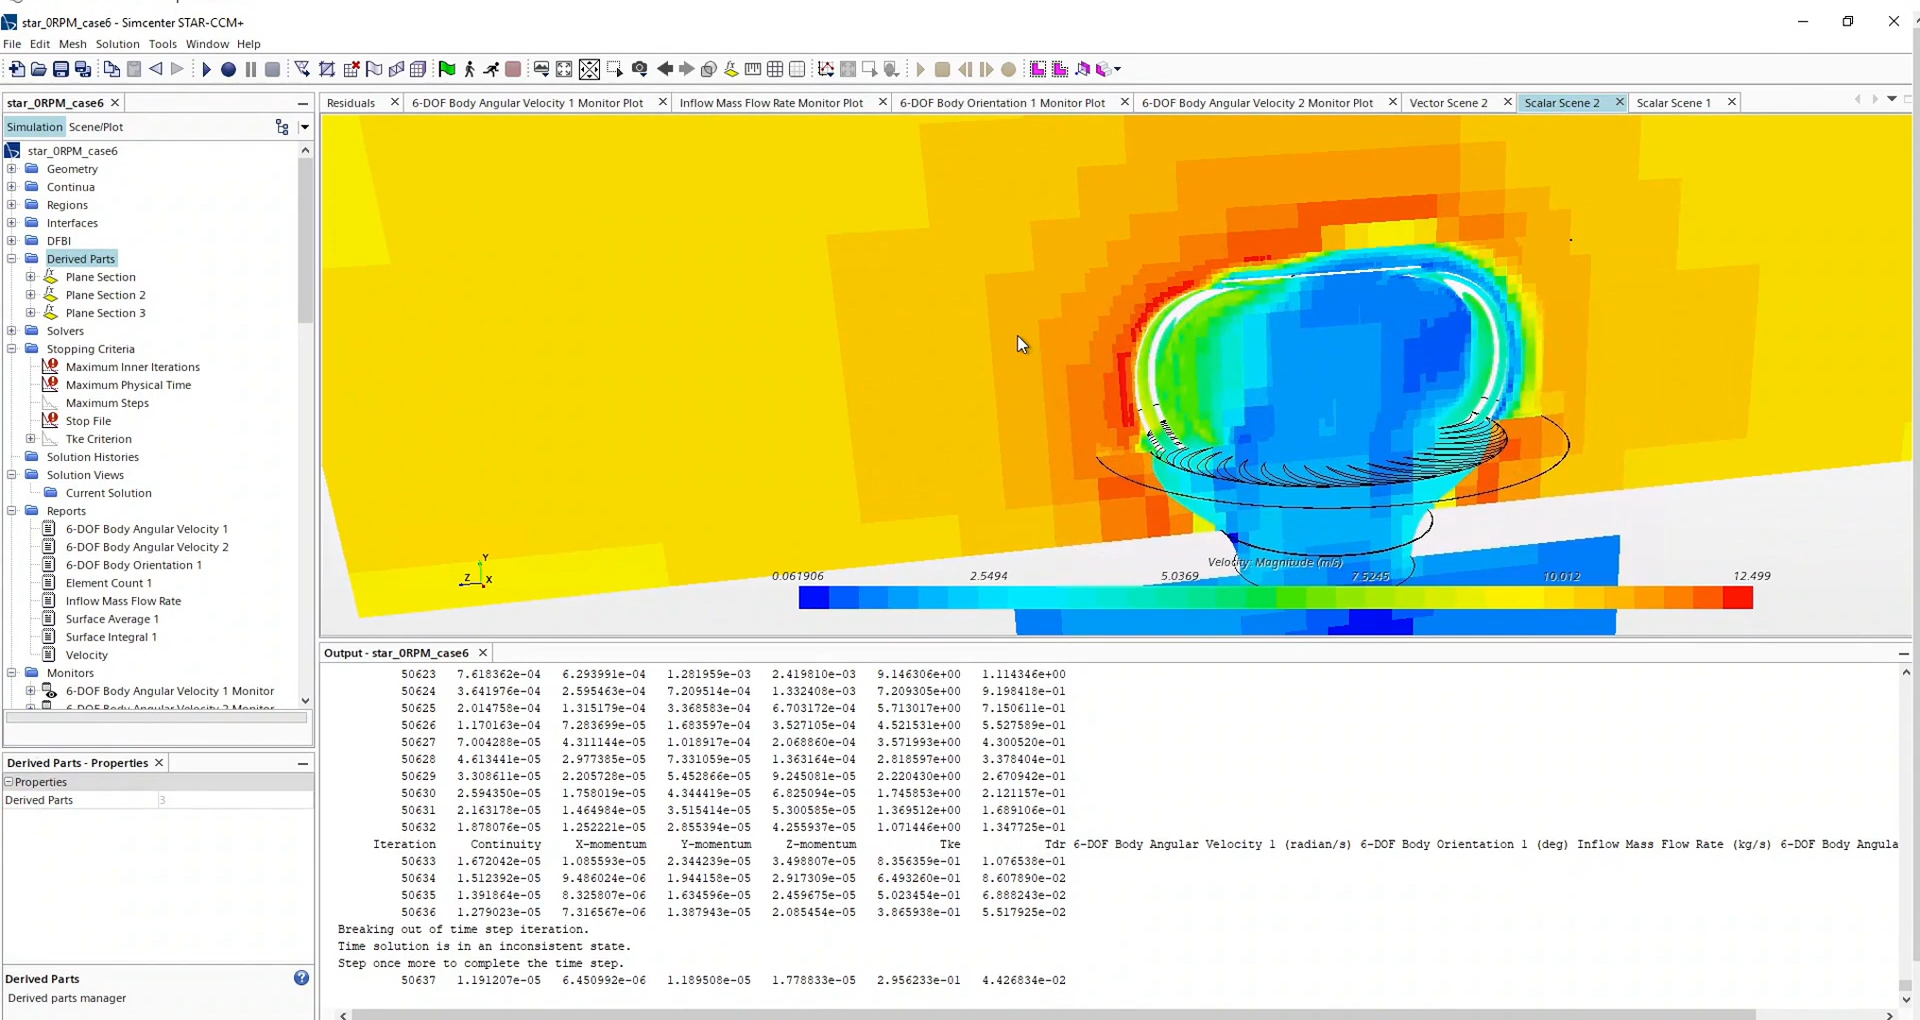 star_0RPM_case6 - Simcenter STAR-CCM+
File Edit Mesh Solution Tools Window Help
star_0RPM_case6
Simulation Scene/Plot
star_0RPM_case6
Geometry
Continua
Regions
Interfaces
DFBI
Derived Parts
Plane Section
Plane Section 2
Plane Section 3
Solvers
Stopping Criteria
Maximum Inner Iterations
Maximum Physical Time
Maximum Steps
Stop File
Tke Criterion
Solution Histories
Solution Views
Current Solution
Reports
6-DOF Body Angular Velocity 1
6-DOF Body Angular Velocity 2
6-DOF Body Orientation 1
Element Count 1
Inflow Mass Flow Rate
Surface Average 1
Surface Integral 1
Velocity
Monitors
6-DOF Body Angular Velocity 1 Monitor
6-DOF Body Angular Velocity 2 Monitor
Derived Parts - Properties
Properties
Derived Parts 3
Derived Parts
Derived parts manager
Residuals 6-DOF Body Angular Velocity 1 Monitor Plot Inflow Mass Flow Rate Monitor Plot 6-DOF Body Orientation 1 Monitor Plot 6-DOF Body Angular Velocity 2 Monitor Plot Vector Scene 2 Scalar Scene 2 Scalar Scene 1
Y
Z X
Velocity: Magnitude (m/s)
0.061906 2.5494 5.0369 7.5245 10.012 12.499
Output - star_0RPM_case6
50623 7.618362e-04 6.293991e-04 1.281959e-03 2.419810e-03 9.146306e+00 1.114346e+00
50624 3.641976e-04 2.595463e-04 7.209514e-04 1.332408e-03 7.209305e+00 9.198418e-01
50625 2.014758e-04 1.315179e-04 3.368583e-04 6.703172e-04 5.713017e+00 7.150611e-01
50626 1.170163e-04 7.283699e-05 1.683597e-04 3.527105e-04 4.521531e+00 5.527589e-01
50627 7.004288e-05 4.311144e-05 1.018917e-04 2.068860e-04 3.571993e+00 4.300520e-01
50628 4.613441e-05 2.977385e-05 7.331059e-05 1.363164e-04 2.818597e+00 3.378404e-01
50629 3.308611e-05 2.205728e-05 5.452866e-05 9.245081e-05 2.220430e+00 2.670942e-01
50630 2.594350e-05 1.758019e-05 4.344419e-05 6.825094e-05 1.745853e+00 2.121157e-01
50631 2.163178e-05 1.464984e-05 3.515414e-05 5.300585e-05 1.369512e+00 1.689106e-01
50632 1.878076e-05 1.252221e-05 2.855394e-05 4.255937e-05 1.071446e+00 1.347725e-01
Iteration Continuity X-momentum Y-momentum Z-momentum Tke Tdr 6-DOF Body Angular Velocity 1 (radian/s) 6-DOF Body Orientation 1 (deg) Inflow Mass Flow Rate (kg/s) 6-DOF Body Angula
50633 1.672042e-05 1.085593e-05 2.344239e-05 3.498807e-05 8.356359e-01 1.076538e-01
50634 1.512392e-05 9.486024e-06 1.944158e-05 2.917309e-05 6.493260e-01 8.607890e-02
50635 1.391864e-05 8.325807e-06 1.634596e-05 2.459675e-05 5.023454e-01 6.888243e-02
50636 1.279023e-05 7.316567e-06 1.387943e-05 2.085454e-05 3.865938e-01 5.517925e-02
Breaking out of time step iteration.
Time solution is in an inconsistent state.
Step once more to complete the time step.
50637 1.191207e-05 6.450992e-06 1.189508e-05 1.778833e-05 2.956233e-01 4.426834e-02